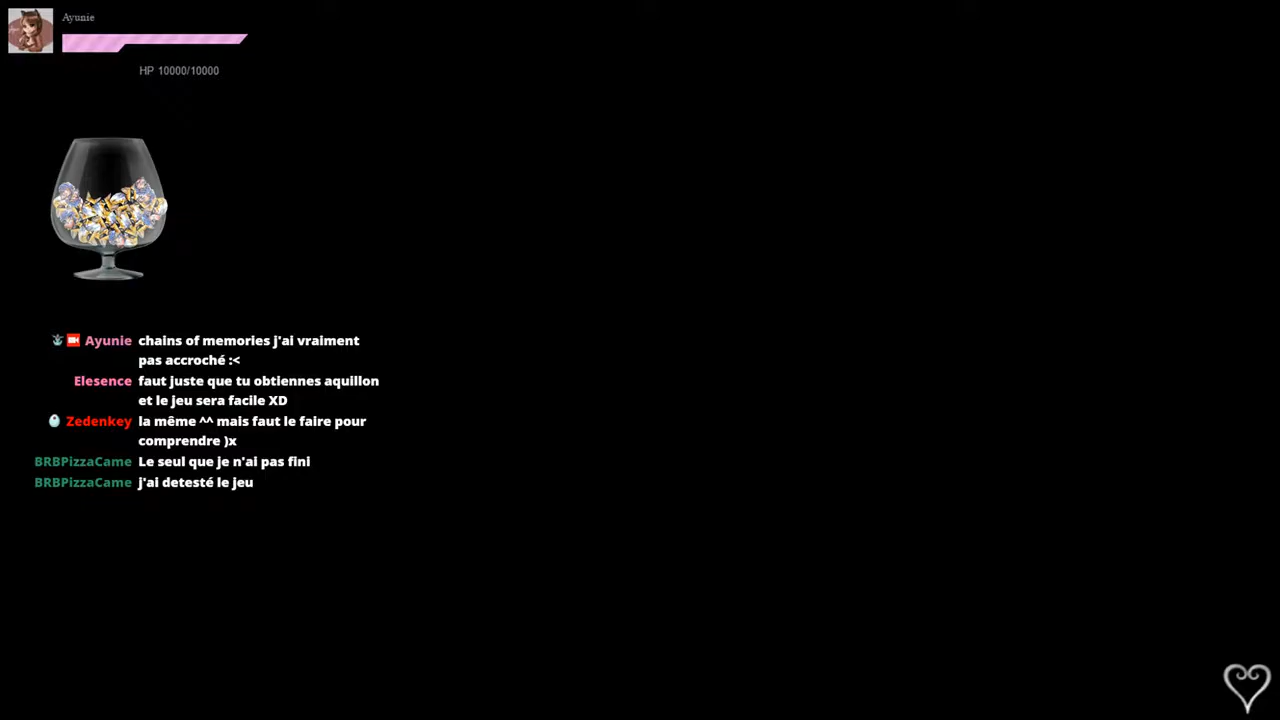 Ayunie
HP 10000/10000
Ayunie chains of memories j'ai vraiment
pas accroché :<
Elesence faut juste que tu obtiennes aquillon
et le jeu sera facile XD
Zedenkey la même ^^ mais faut le faire pour
comprendre )x
BRBPizzaCame Le seul que je n'ai pas fini
BRBPizzaCame j'ai detesté le jeu